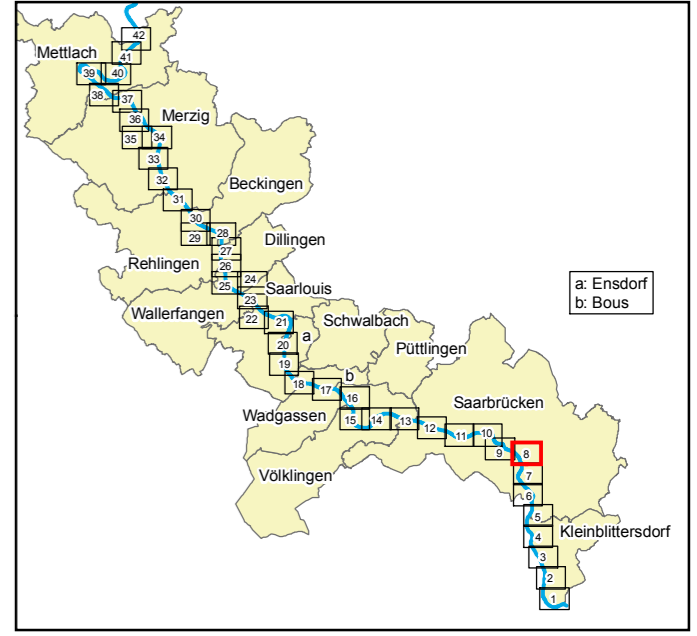 42
Mettlach
41
39
40
38
37
36
Merzig
35
34
33
32
Beckingen
31
30
28
29
Dillingen
27
Rehlingen
26
24
25
Saarlouis
a: Ensdorf
23
b: Bous
Wallerfangen
22
21
Schwalbach
a
20
Püttlingen
19
b
18
17
16
Saarbrücken
Wadgassen
15
14
13
12
11
10
9
8
7
Völklingen
6
5
Kleinblittersdorf
4
3
2
1